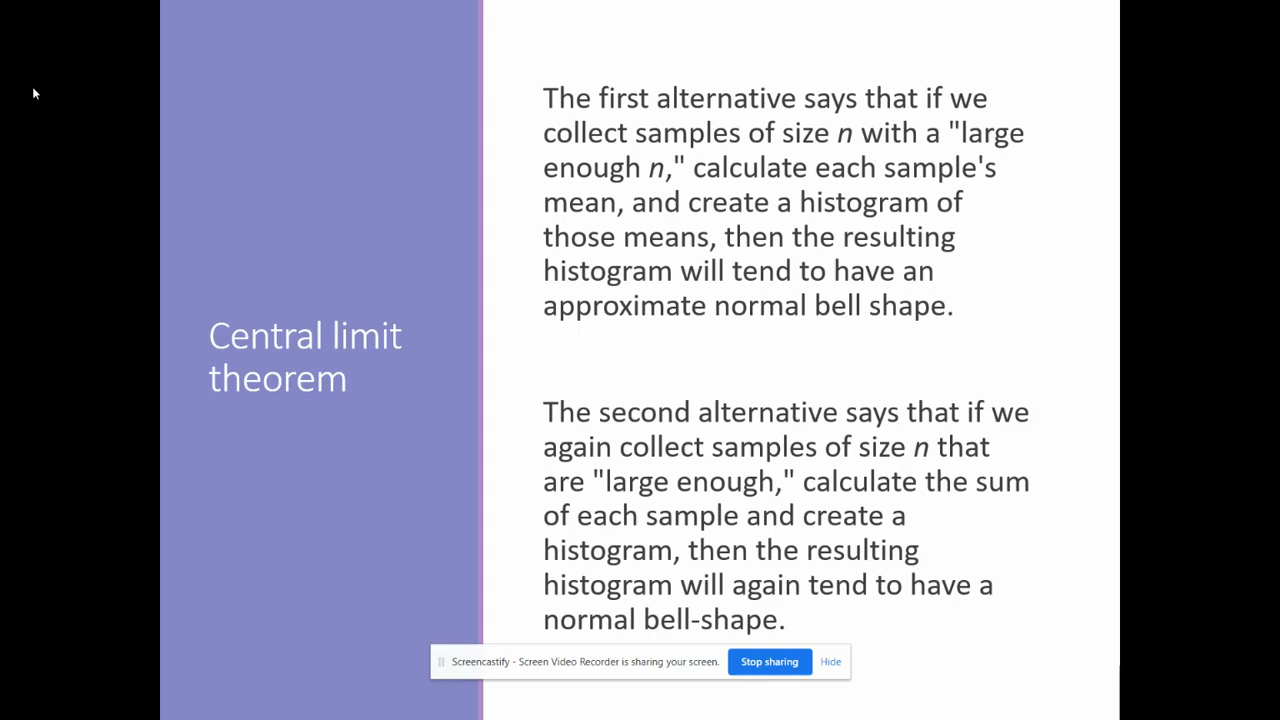 Central limit
theorem
The first alternative says that if we
collect samples of size n with a "large
enough n," calculate each sample's
mean, and create a histogram of
those means, then the resulting
histogram will tend to have an
approximate normal bell shape.
The second alternative says that if we
again collect samples of size n that
are "large enough," calculate the sum
of each sample and create a
histogram, then the resulting
histogram will again tend to have a
normal bell-shape.
Screencastify - Screen Video Recorder is sharing your screen. Stop sharing Hide